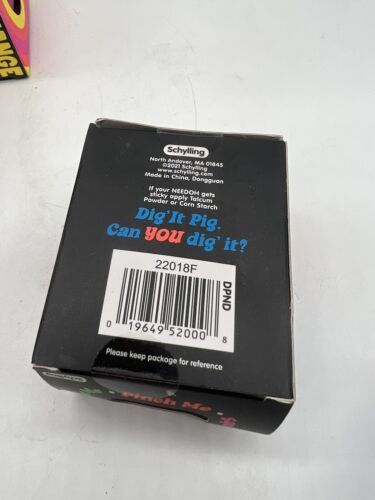 ANGE
Schylling
North Andover, MA 01845
©2021 Schylling
www.schylling.com
Made in China, Dongguan
If your NEEDOH gets
sticky apply Talcum
Powder or Corn Starch
Dig' It Pig.
Can YOU dig' it?
22018F
DPND
0 19649 52000 8
Please keep package for reference
Schylling
Pinch Me